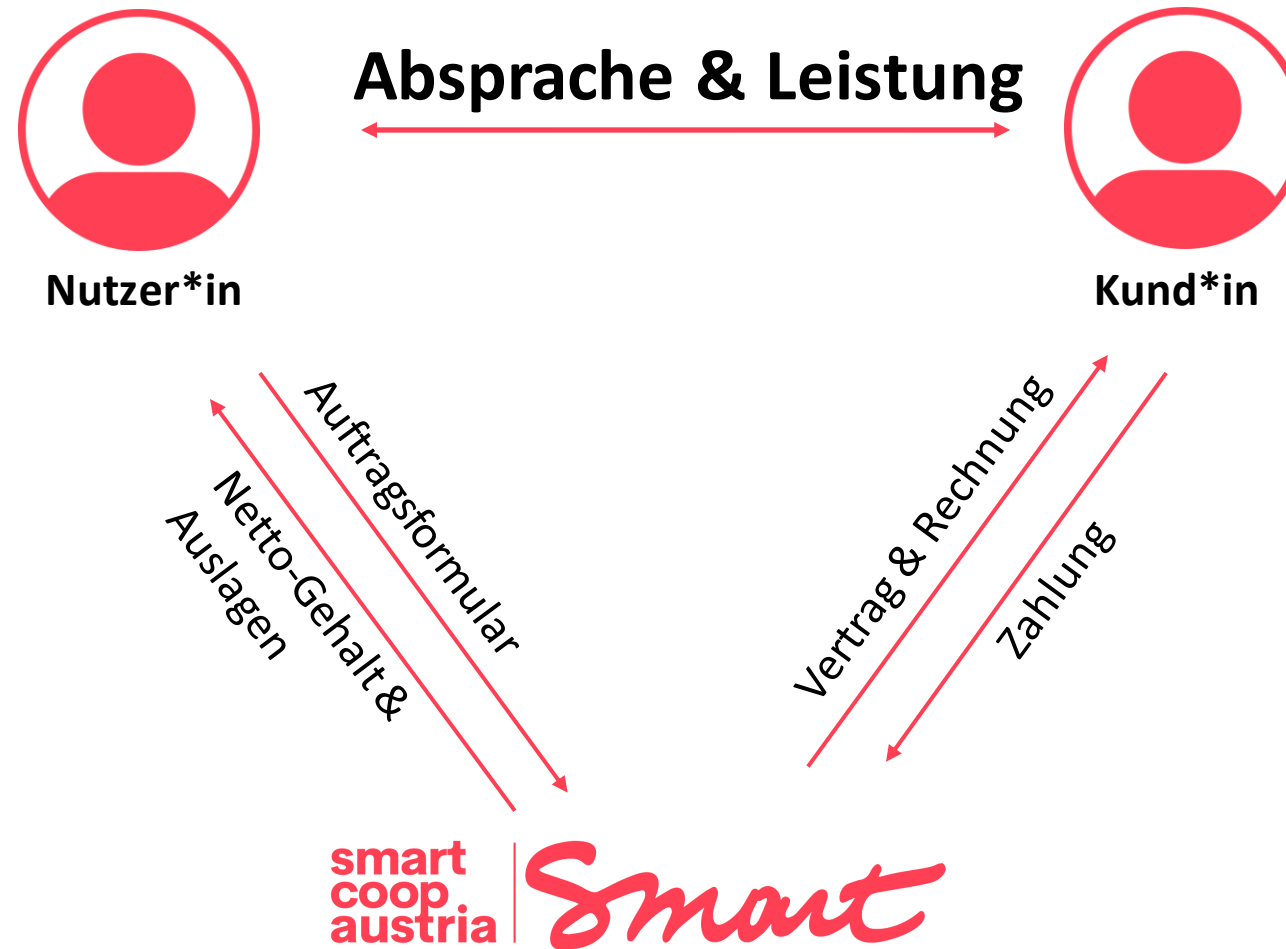 Absprache & Leistung
Nutzer*in
Kund*in
Auftragsformular
Netto-Gehalt &
Auslagen
Vertrag & Rechnung
Zahlung
smart
coop
austria
Smart